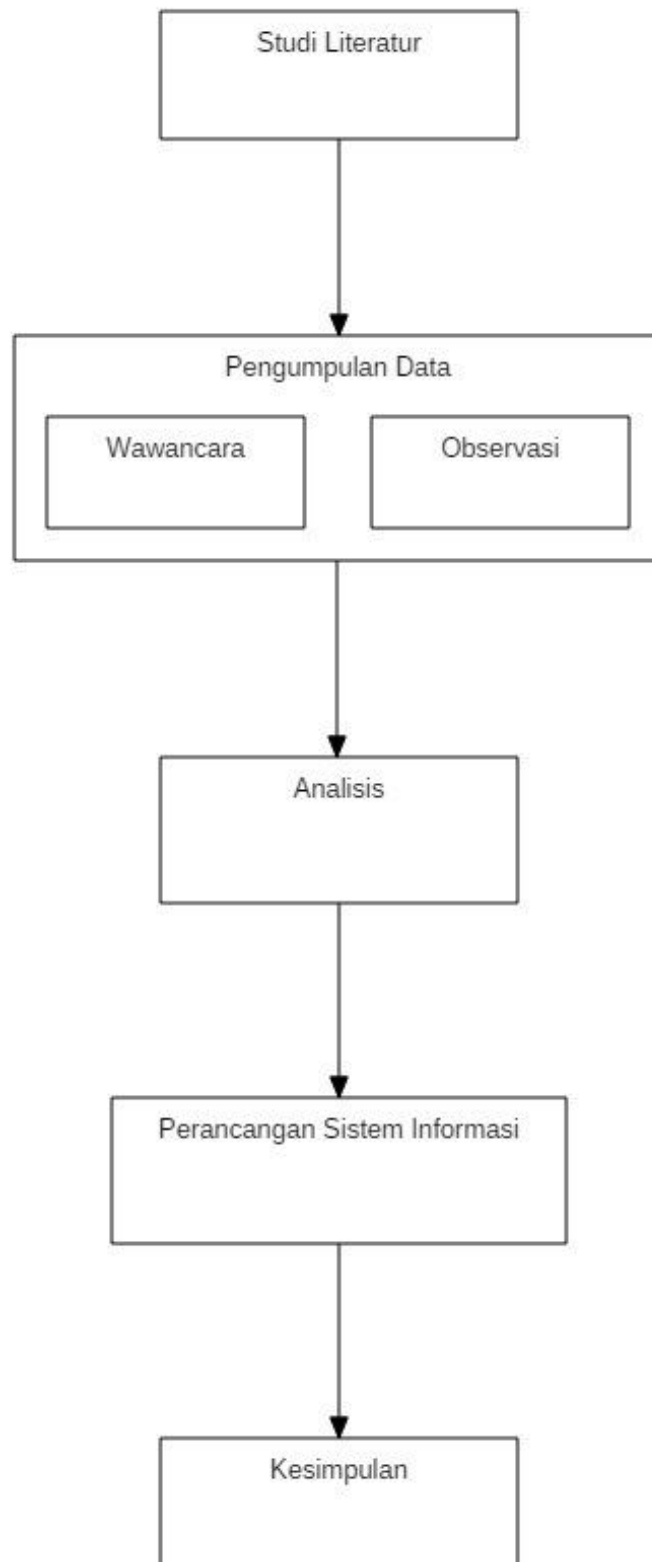 Studi Literatur
Pengumpulan Data
Wawancara
Observasi
Analisis
Perancangan Sistem Informasi
Kesimpulan